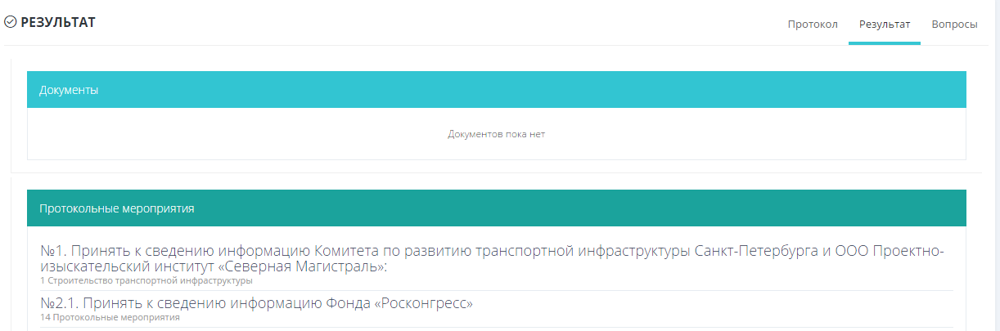 РЕЗУЛЬТАТ
Протокол Результат Вопросы
Документы
Документов пока нет
Протокольные мероприятия
№1. Принять к сведению информацию Комитета по развитию транспортной инфраструктуры Санкт-Петербурга и ООО Проектно-
изыскательский институт «Северная Магистраль»:
1 Строительство транспортной инфраструктуры
№2.1. Принять к сведению информацию Фонда «Росконгресс»
14 Протокольные мероприятия